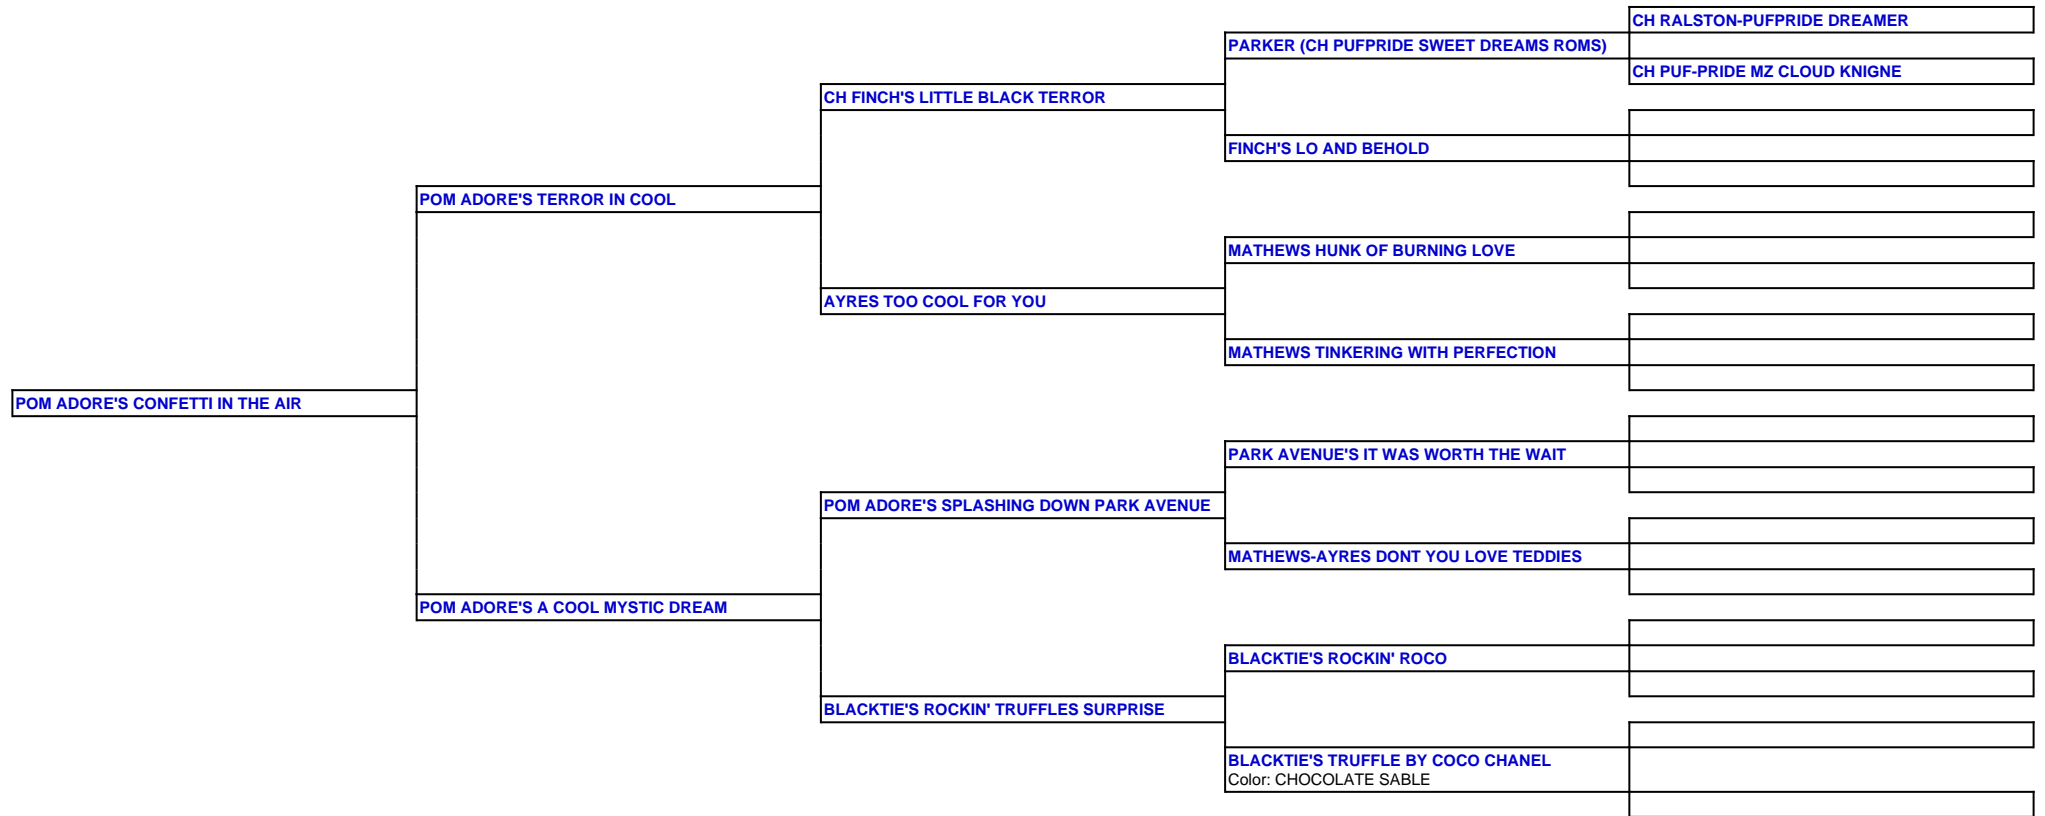 CH RALSTON-PUFPRIDE DREAMER
PARKER (CH PUFPRIDE SWEET DREAMS ROMS)
CH PUF-PRIDE MZ CLOUD KNIGNE
CH FINCH'S LITTLE BLACK TERROR
FINCH'S LO AND BEHOLD
POM ADORE'S TERROR IN COOL
MATHEWS HUNK OF BURNING LOVE
AYRES TOO COOL FOR YOU
MATHEWS TINKERING WITH PERFECTION
POM ADORE'S CONFETTI IN THE AIR
PARK AVENUE'S IT WAS WORTH THE WAIT
POM ADORE'S SPLASHING DOWN PARK AVENUE
MATHEWS-AYRES DONT YOU LOVE TEDDIES
POM ADORE'S A COOL MYSTIC DREAM
BLACKTIE'S ROCKIN' ROCO
BLACKTIE'S ROCKIN' TRUFFLES SURPRISE
BLACKTIE'S TRUFFLE BY COCO CHANEL
Color: CHOCOLATE SABLE